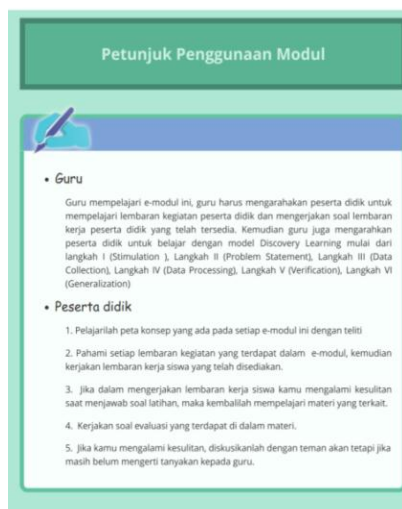 Petunjuk Penggunaan Modul
• Guru
Guru mempelajari e-modul ini, guru harus mengarahakan peserta didik untuk
mempelajari lembaran kegiatan peserta didik dan mengerjakan soal lembaran
kerja peserta didik yang telah tersedia. Kemudian guru juga mengarahkan
peserta didik untuk belajar dengan model Discovery Learning mulai dari
langkah I (Stimulation ), Langkah II (Problem Statement), Langkah III (Data
Collection), Langkah IV (Data Processing), Langkah V (Verification), Langkah VI
(Generalization)
• Peserta didik
1. Pelajarilah peta konsep yang ada pada setiap e-modul ini dengan teliti
2. Pahami setiap lembaran kegiatan yang terdapat dalam e-modul, kemudian
kerjakan lembaran kerja siswa yang telah disediakan.
3. Jika dalam mengerjakan lembaran kerja siswa kamu mengalami kesulitan
saat menjawab soal latihan, maka kembalilah mempelajari materi yang terkait.
4. Kerjakan soal evaluasi yang terdapat di dalam materi.
5. Jika kamu mengalami kesulitan, diskusikanlah dengan teman akan tetapi jika
masih belum mengerti tanyakan kepada guru.